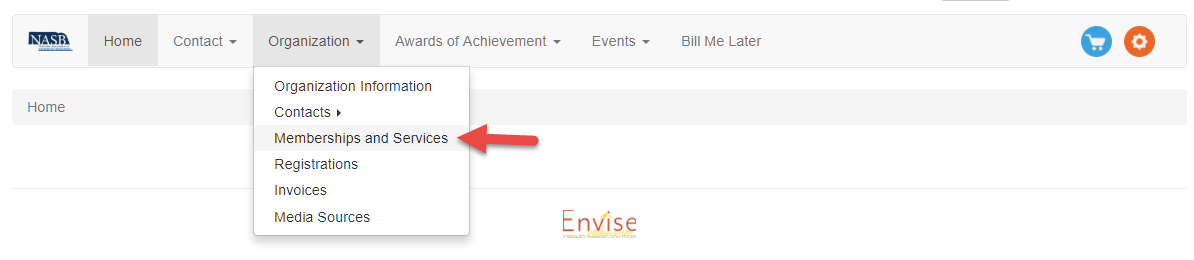 NASB
Home Contact Organization Awards of Achievement Events Bill Me Later
Organization Information
Home
Contacts
Memberships and Services
Registrations
Invoices
Media Sources
Envise